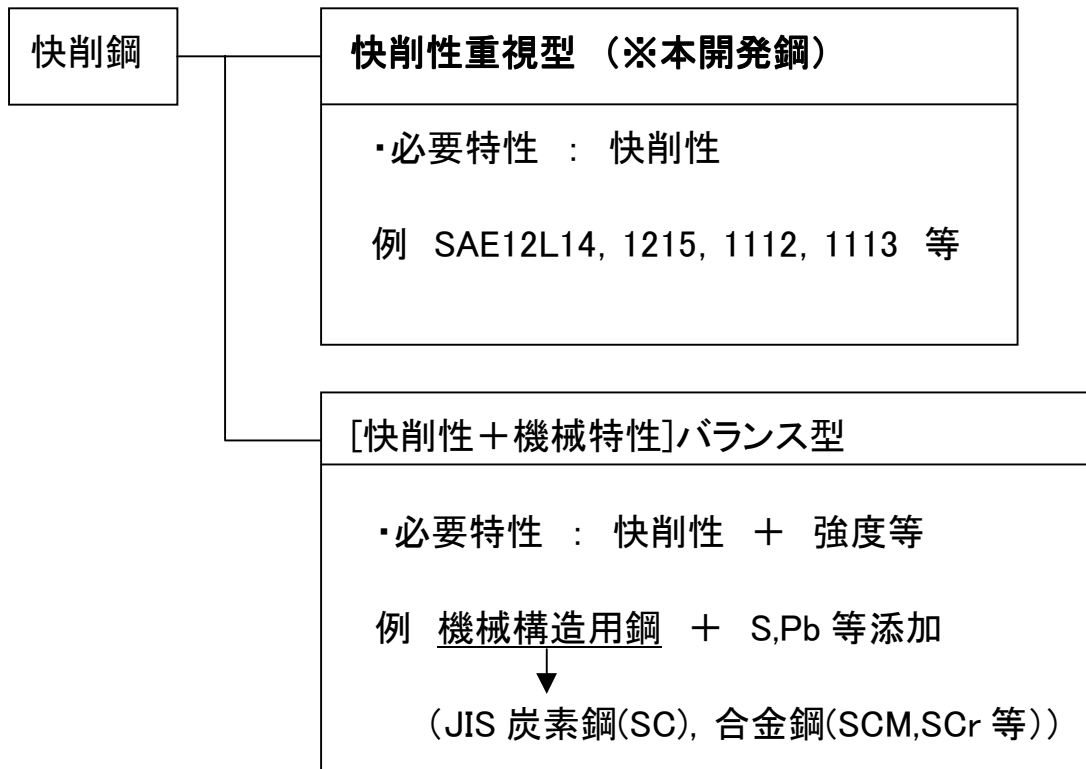 快削鋼
快削性重視型 （※本開発鋼）
・必要特性 ： 快削性
例 SAE12L14, 1215, 1112, 1113 等
[快削性＋機械特性]バランス型
・必要特性 ： 快削性 ＋ 強度等
例 機械構造用鋼 ＋ S,Pb 等添加
（JIS 炭素鋼(SC), 合金鋼(SCM,SCr 等)）